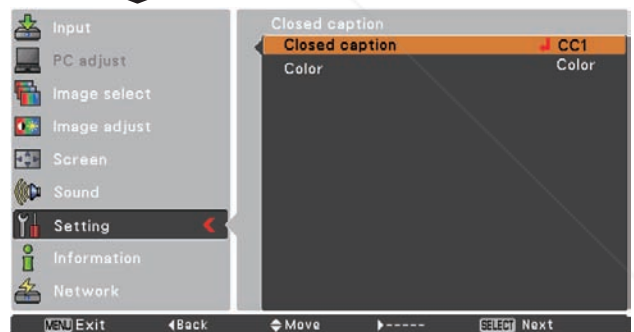 Input
PC adjust
Image select
Image adjust
Screen
Sound
Setting
Information
Network
Closed caption
Closed caption CC1
Color Color
MENU Exit Back Move ----- SELECT Next